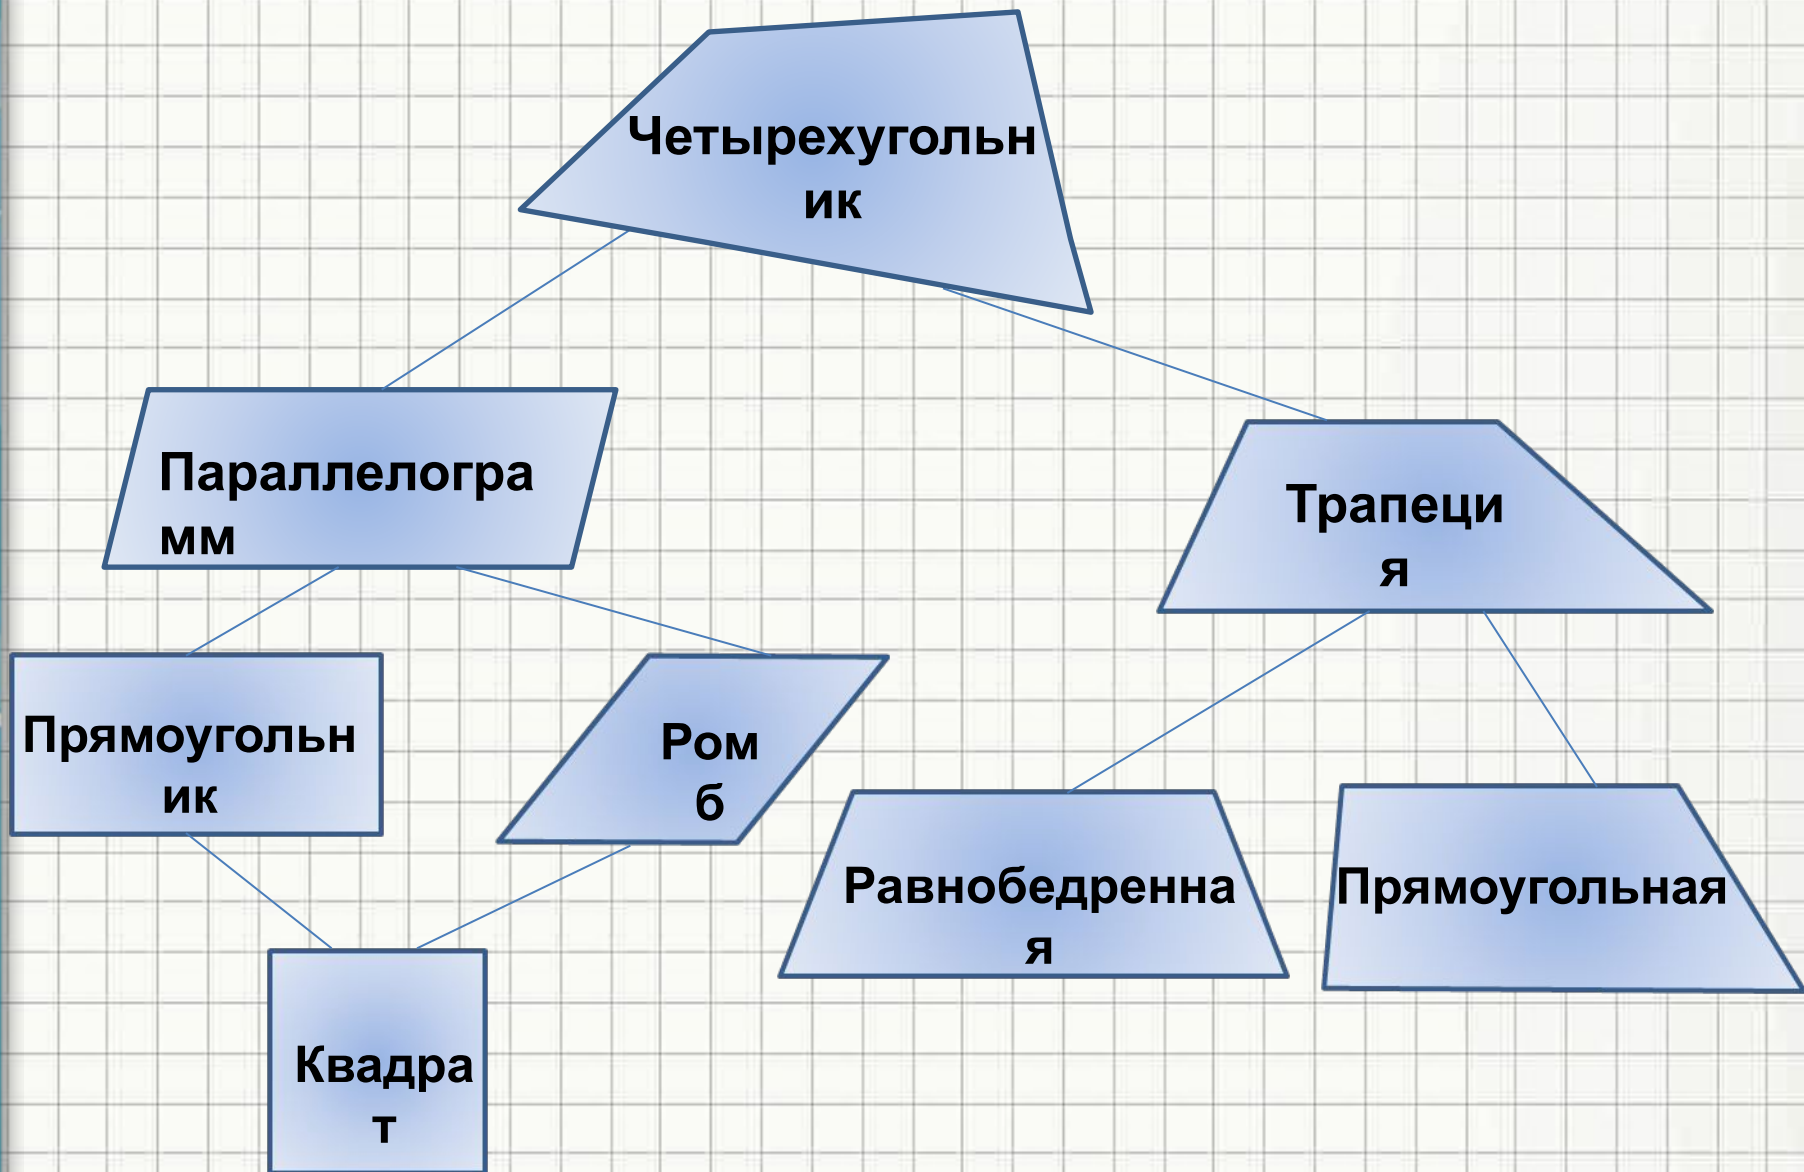 Четырехугольн
ик
Параллелогра
мм
Трапеци
я
Прямоугольн
ик
Ром
б
Равнобедренна
я
Прямоугольная
Квадра
т